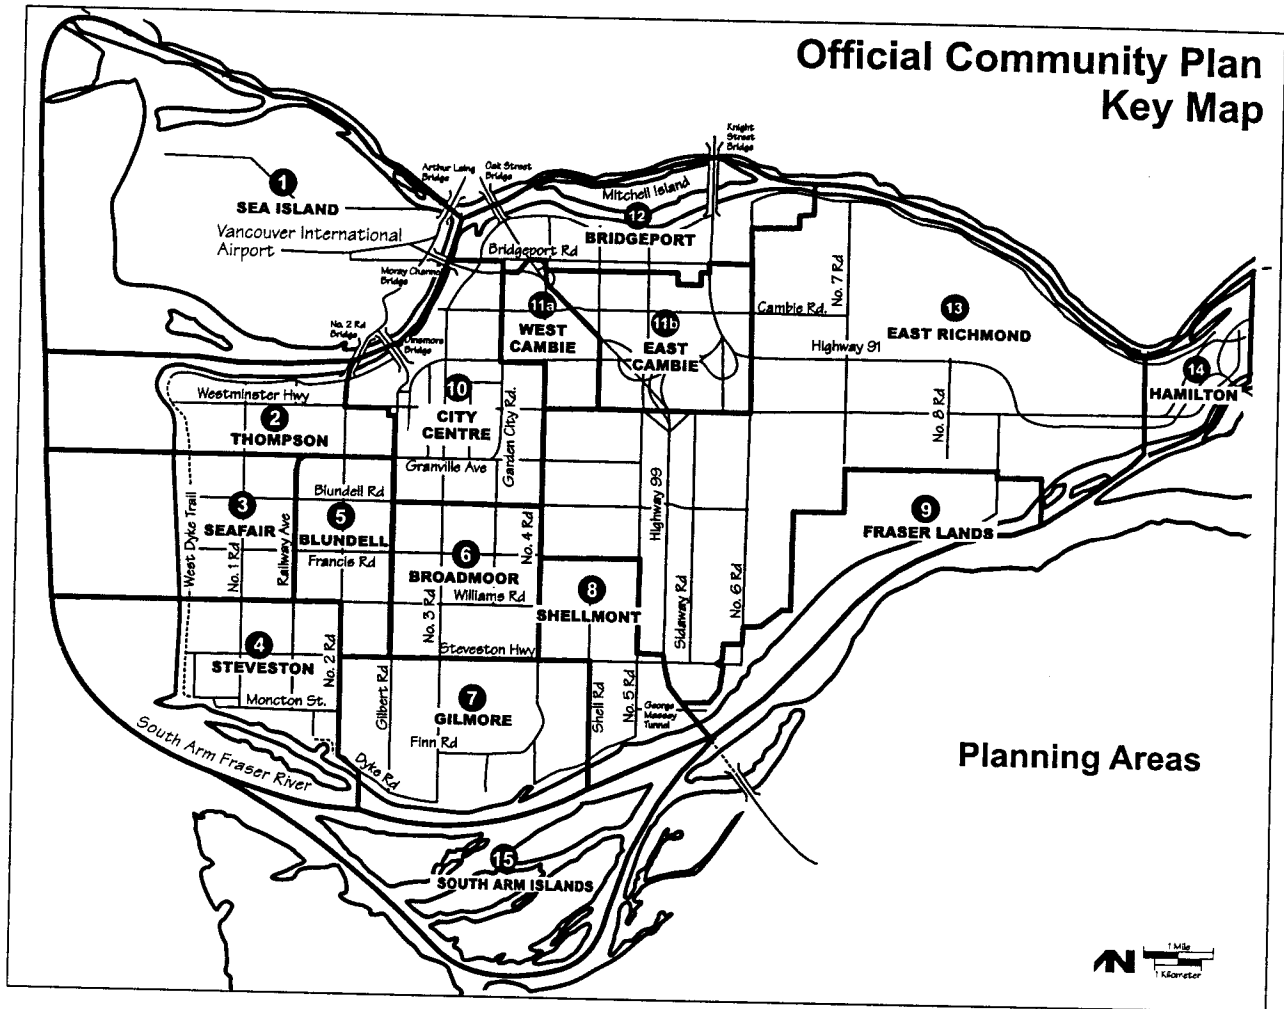 Official Community Plan
Key Map
Knight
Street
Bridge
Arthur Laing
Bridge
Oak Street
Bridge
1
SEA ISLAND
Vancouver International
Airport
Mitchell Island
12
BRIDGEPORT
Bridgeport Rd
Moray Channel
Bridge
No. 2 Rd
Bridge
Dinsmore
Bridge
11a
WEST
CAMBIE
11b
EAST
CAMBIE
Cambie Rd.
No. 7 Rd
13
EAST RICHMOND
Highway 91
14
HAMILTON
Westminster Hwy
2
THOMPSON
10
CITY
CENTRE
Garden City Rd.
No. 8 Rd
Granville Ave
West Dyke Trail
3
SEAFAIR
No. 1 Rd
Railway Ave
Blundell Rd
5
BLUNDELL
Francis Rd
6
BROADMOOR
Williams Rd
No. 4 Rd
Highway 99
9
FRASER LANDS
8
SHELLMONT
Sidaway Rd
No. 6 Rd
4
STEVESTON
No. 2 Rd
No. 3 Rd
Steveston Hwy
Moncton St.
Gilbert Rd
7
GILMORE
Finn Rd
Shell Rd
No. 5 Rd
George
Massey
Tunnel
South Arm Fraser River
Dyke Rd
Planning Areas
15
SOUTH ARM ISLANDS
N
1 Mile
1 Kilometer